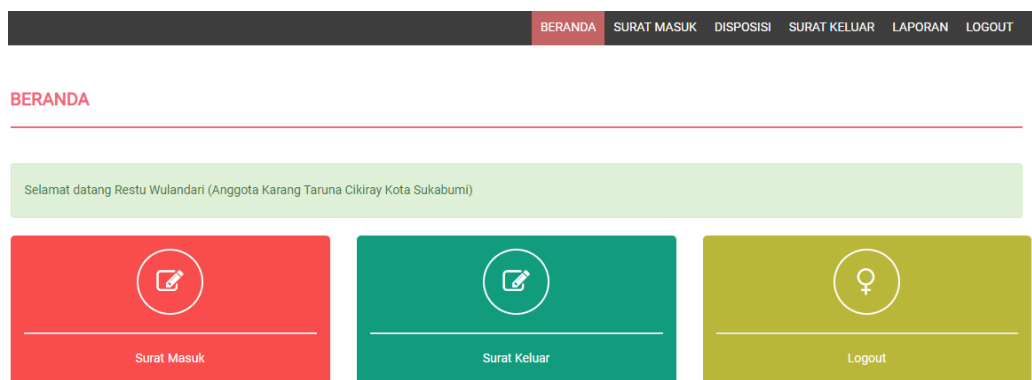 BERANDA SURAT MASUK DISPOSISI SURAT KELUAR LAPORAN LOGOUT
BERANDA
Selamat datang Restu Wulandari (Anggota Karang Taruna Cikiray Kota Sukabumi)
Surat Masuk Surat Keluar Logout